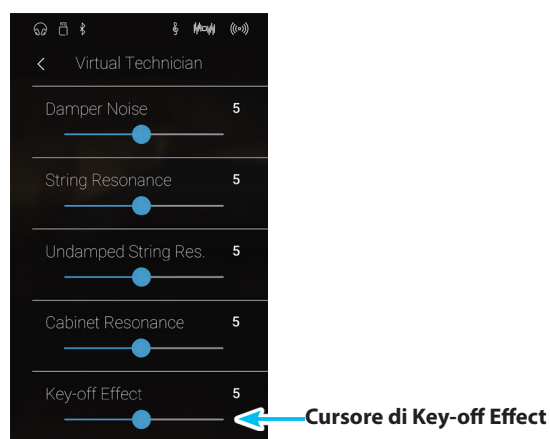 Virtual Technician
Damper Noise 5
String Resonance 5
Undamped String Res. 5
Cabinet Resonance 5
Key-off Effect 5
Cursore di Key-off Effect